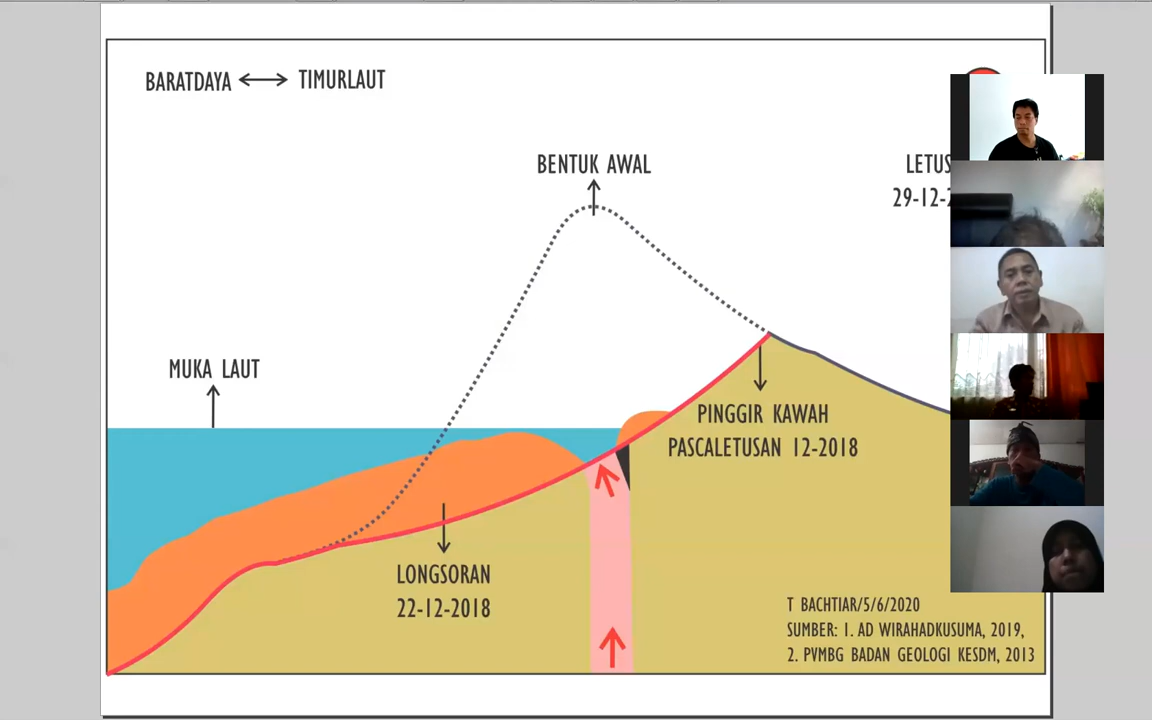 BARATDAYA TIMURLAUT
BENTUK AWAL
MUKA LAUT
PINGGIR KAWAH
PASCALETUSAN 12-2018
LONGSORAN
22-12-2018
T BACHTIAR/5/6/2020
SUMBER: 1. AD WIRAHADKUSUMA, 2019,
2. PVMBG BADAN GEOLOGI KESDM, 2013